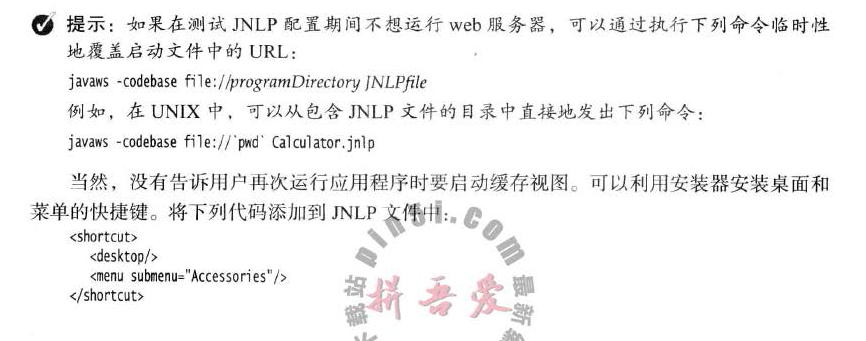 提示：如果在测试 JNLP 配置期间不想运行 web 服务器，可以通过执行下列命令临时性
地覆盖启动文件中的 URL：
javaws -codebase file://programDirectory JNLPfile
例如，在 UNIX 中，可以从包含 JNLP 文件的目录中直接地发出下列命令：
javaws -codebase file://`pwd` Calculator.jnlp
当然，没有告诉用户再次运行应用程序时要启动缓存视图。可以利用安装器安装桌面和
菜单的快捷键。将下列代码添加到 JNLP 文件中：
<shortcut>
<desktop/>
<menu submenu="Accessories"/>
</shortcut>
pin5i.com
拼吾爱
载站
最新